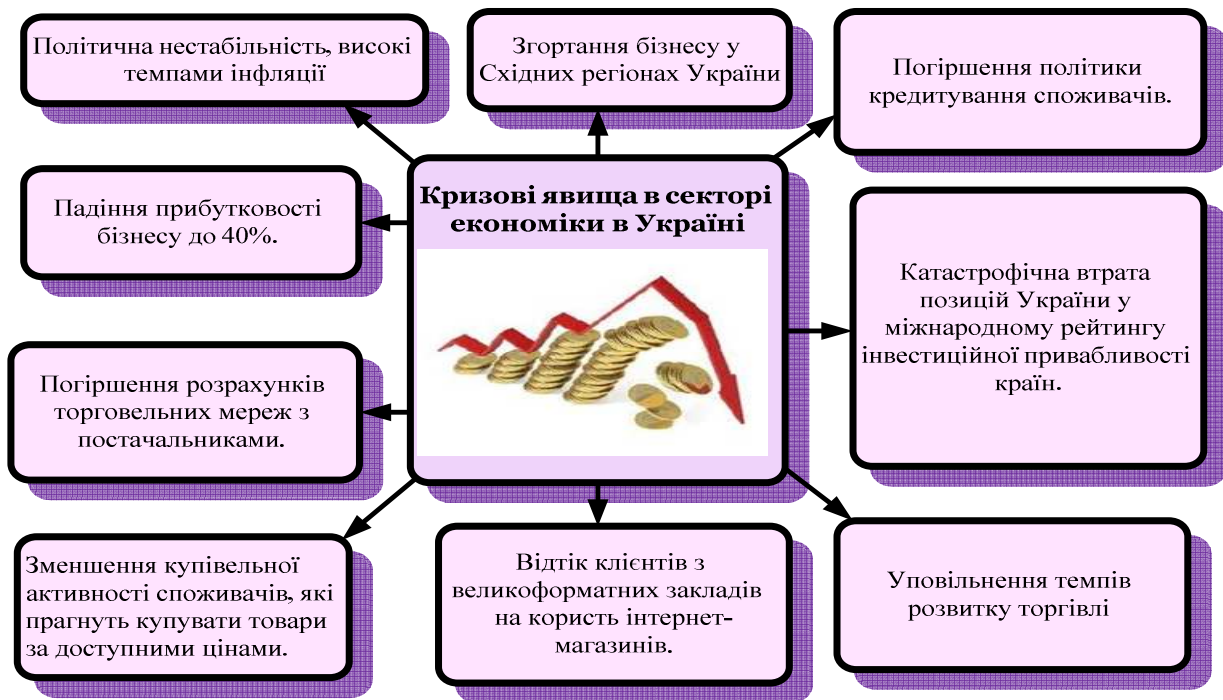 Політична нестабільність, високі
темпами інфляції
Згортання бізнесу у
Східних регіонах України
Погіршення політики
кредитування споживачів.
Кризові явища в секторі
економіки в Україні
Падіння прибутковості
бізнесу до 40%.
Катастрофічна втрата
позицій України у
міжнародному рейтингу
інвестиційної привабливості
країн.
Погіршення розрахунків
торговельних мереж з
постачальниками.
Зменшення купівельної
активності споживачів, які
прагнуть купувати товари
за доступними цінами.
Відтік клієнтів з
великоформатних закладів
на користь інтернет-
магазинів.
Уповільнення темпів
розвитку торгівлі